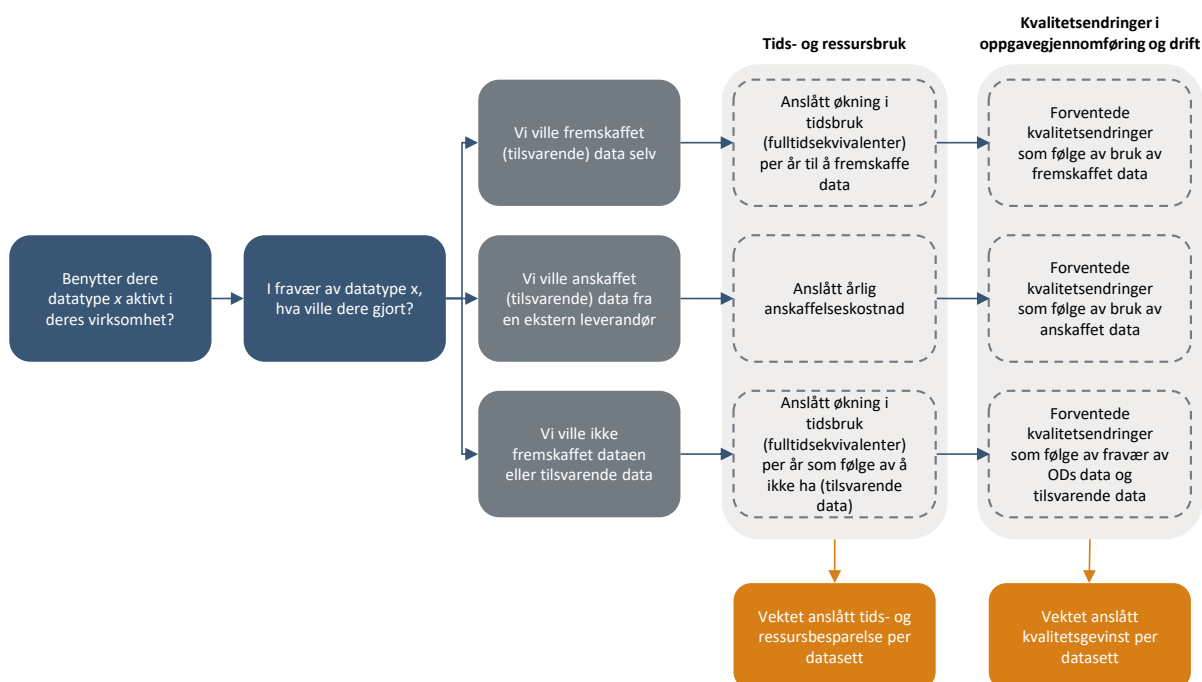 Tids- og ressursbruk
Kvalitetsendringer i
oppgavegjennomføring og drift
Benytter dere
datatype x aktivt i
deres virksomhet?
I fravær av datatype x,
hva ville dere gjort?
Vi ville fremskaffet
(tilsvarende) data selv
Anslått økning i
tidsbruk
(fulltidsekvivalenter)
per år til å fremskaffe
data
Forventede
kvalitetsendringer
som følge av bruk av
fremskaffet data
Vi ville anskaffet
(tilsvarende) data fra
en ekstern leverandør
Anslått årlig
anskaffelseskostnad
Forventede
kvalitetsendringer
som følge av bruk av
anskaffet data
Vi ville ikke
fremskaffet dataen
eller tilsvarende data
Anslått økning i
tidsbruk
(fulltidsekvivalenter)
per år som følge av å
ikke ha (tilsvarende
data)
Forventede
kvalitetsendringer
som følge av fravær av
ODs data og
tilsvarende data
Vektet anslått tids- og
ressursbesparelse per
datasett
Vektet anslått
kvalitetsgevinst per
datasett